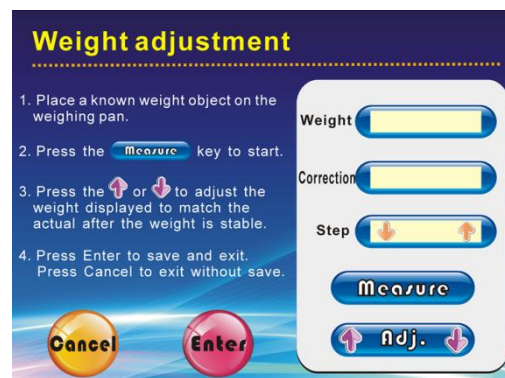 Weight adjustment
1. Place a known weight object on the
weighing pan.
2. Press the Measure key to start.
3. Press the or to adjust the
weight displayed to match the
actual after the weight is stable.
4. Press Enter to save and exit.
Press Cancel to exit without save.
Cancel
Enter
Weight
Correction
Step
Measure
Adj.